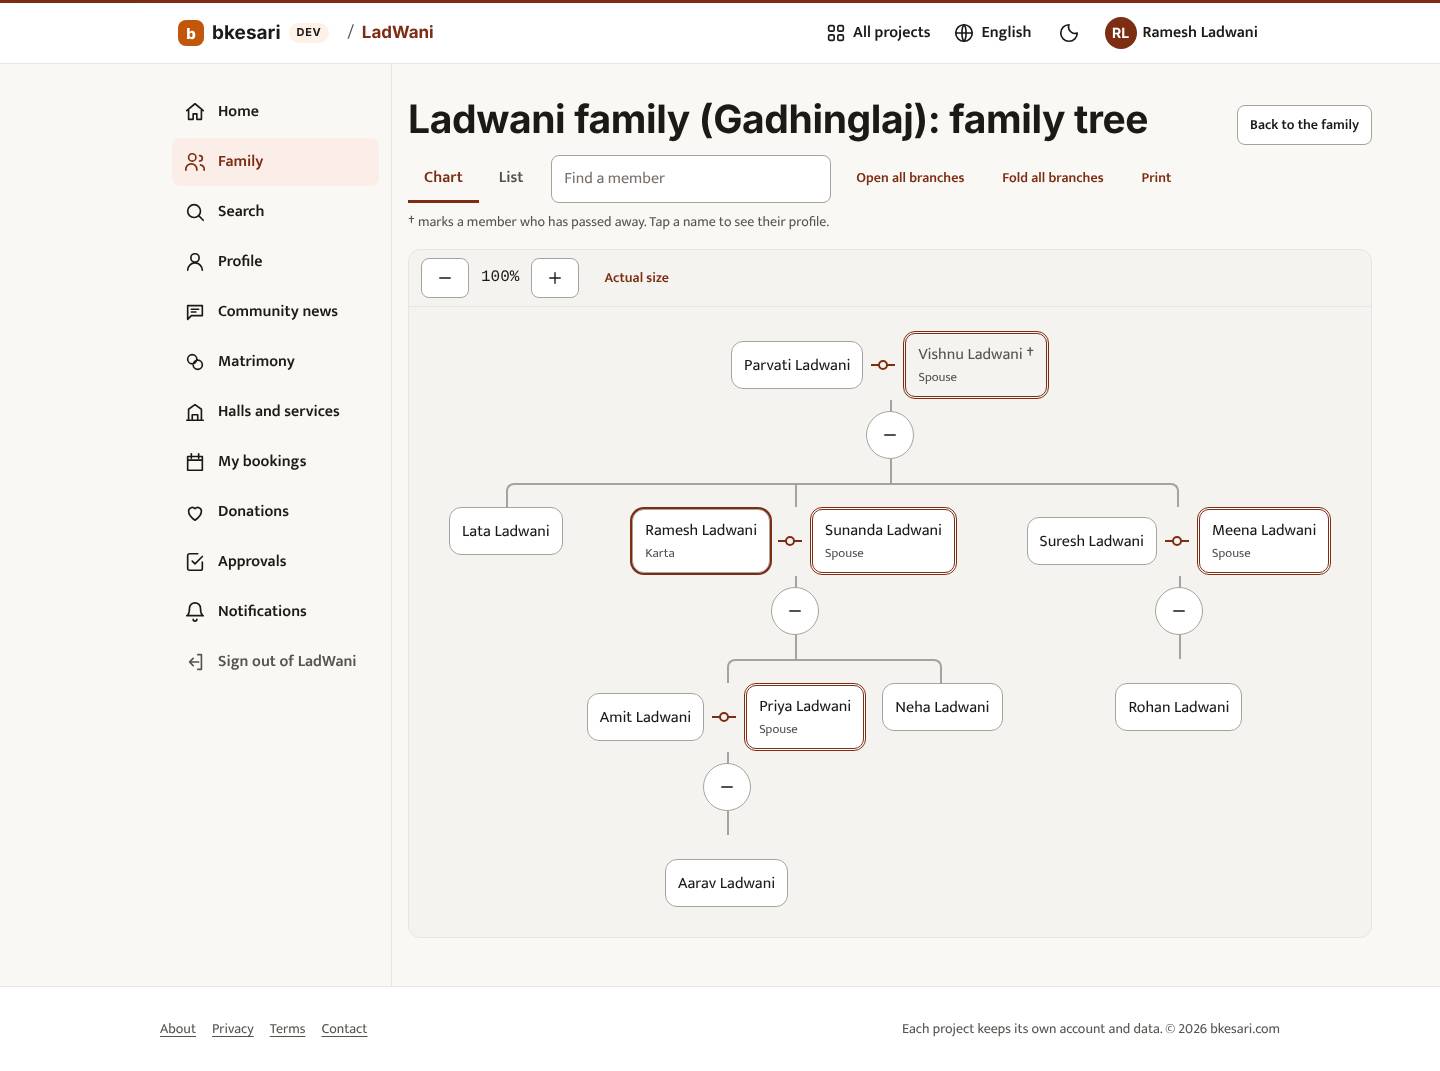 b bkesari DEV / LadWani
All projects English RL Ramesh Ladwani
Home
Family
Search
Profile
Community news
Matrimony
Halls and services
My bookings
Donations
Approvals
Notifications
Sign out of LadWani
Ladwani family (Gadhinglaj): family tree
Back to the family
Chart List Find a member Open all branches Fold all branches Print
† marks a member who has passed away. Tap a name to see their profile.
− 100% + Actual size
Parvati Ladwani
Vishnu Ladwani †
Spouse
−
Lata Ladwani
Ramesh Ladwani
Karta
Sunanda Ladwani
Spouse
Suresh Ladwani
Meena Ladwani
Spouse
−
−
Amit Ladwani
Priya Ladwani
Spouse
Neha Ladwani
Rohan Ladwani
−
Aarav Ladwani
About Privacy Terms Contact
Each project keeps its own account and data. © 2026 bkesari.com